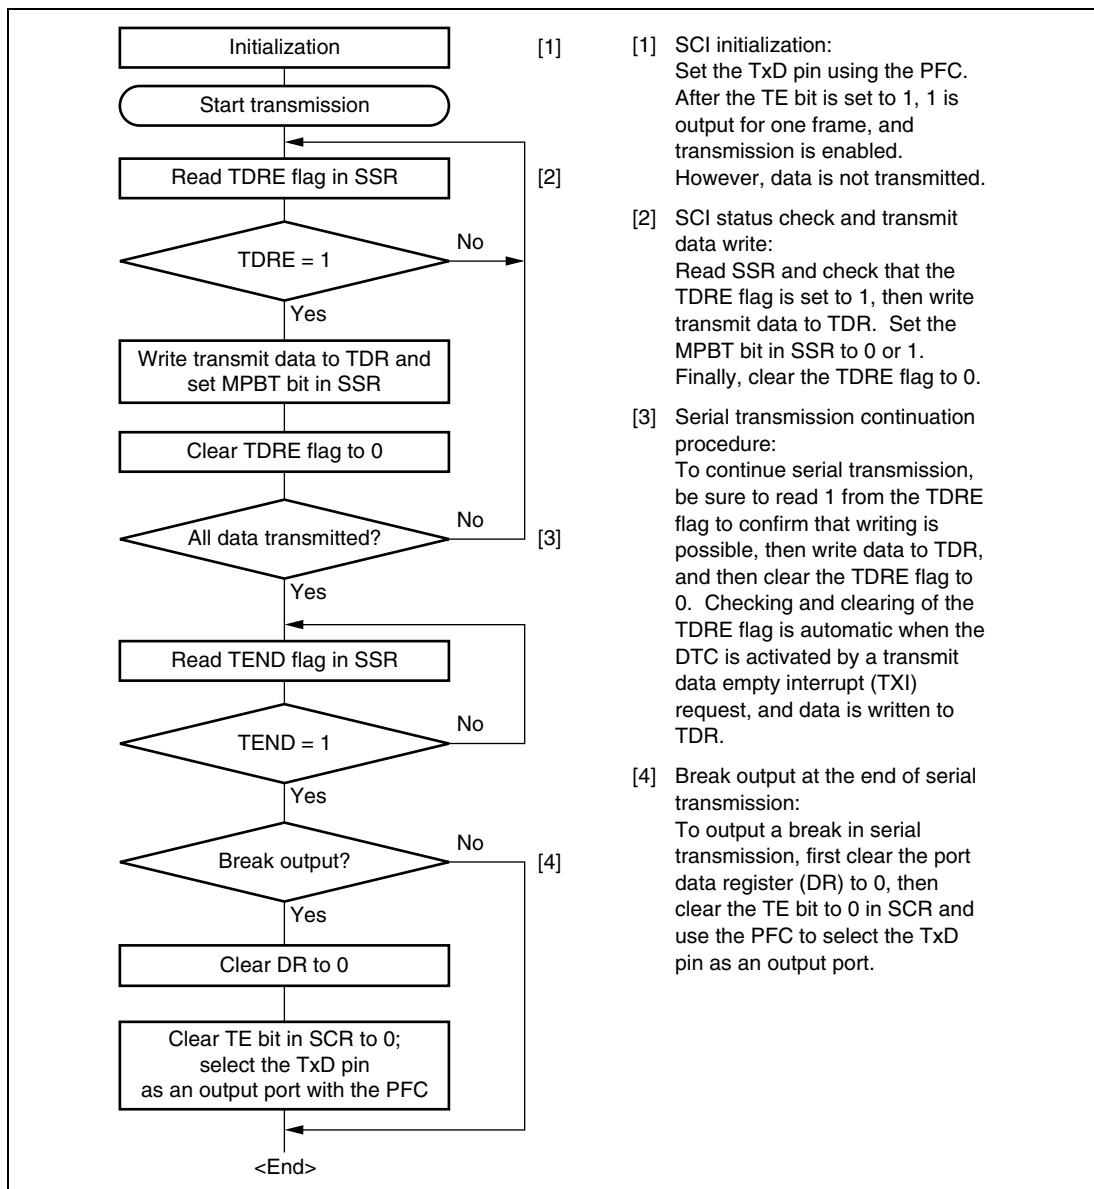 Initialization
[1]
Start transmission
Read TDRE flag in SSR
[2]
TDRE = 1
No
Yes
Write transmit data to TDR and
set MPBT bit in SSR
Clear TDRE flag to 0
All data transmitted?
No
[3]
Yes
Read TEND flag in SSR
TEND = 1
No
Yes
Break output?
No
[4]
Yes
Clear DR to 0
Clear TE bit in SCR to 0;
select the TxD pin
as an output port with the PFC
<End>
[1] SCI initialization:
Set the TxD pin using the PFC.
After the TE bit is set to 1, 1 is
output for one frame, and
transmission is enabled.
However, data is not transmitted.
[2] SCI status check and transmit
data write:
Read SSR and check that the
TDRE flag is set to 1, then write
transmit data to TDR. Set the
MPBT bit in SSR to 0 or 1.
Finally, clear the TDRE flag to 0.
[3] Serial transmission continuation
procedure:
To continue serial transmission,
be sure to read 1 from the TDRE
flag to confirm that writing is
possible, then write data to TDR,
and then clear the TDRE flag to
0. Checking and clearing of the
TDRE flag is automatic when the
DTC is activated by a transmit
data empty interrupt (TXI)
request, and data is written to
TDR.
[4] Break output at the end of serial
transmission:
To output a break in serial
transmission, first clear the port
data register (DR) to 0, then
clear the TE bit to 0 in SCR and
use the PFC to select the TxD
pin as an output port.